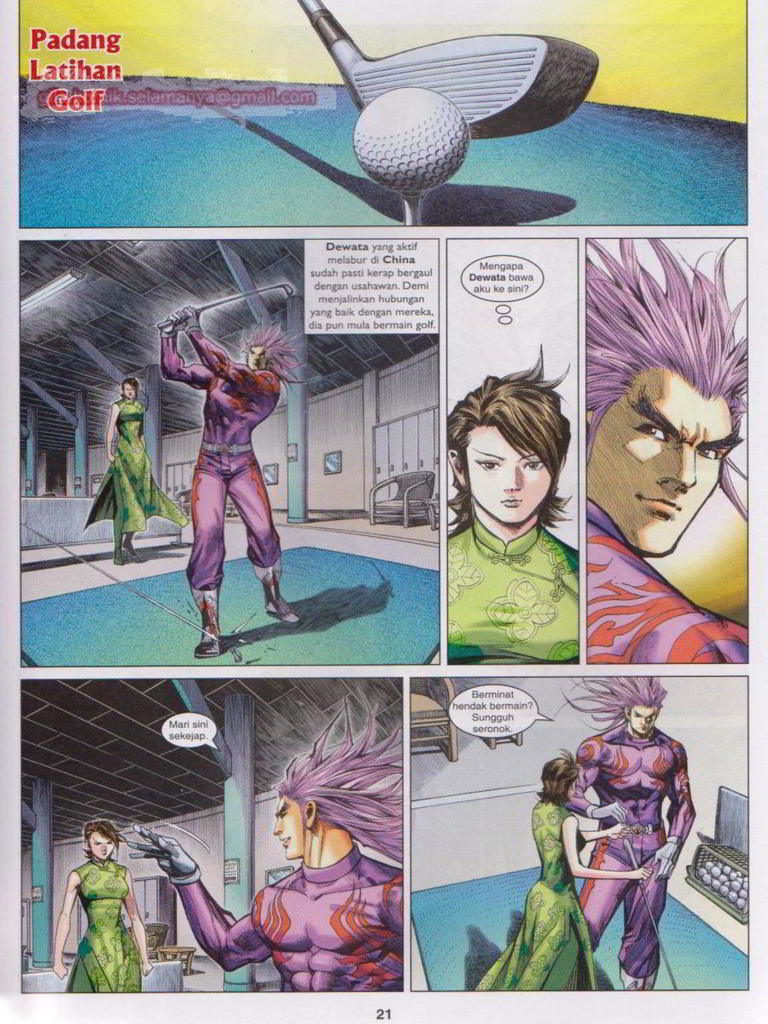 Padang
Latihan
Golf
Dewata yang aktif
melabur di China
sudah pasti kerap bergaul
dengan usahawan. Demi
menjalinkan hubungan
yang baik dengan mereka,
dia pun mula bermain golf.
Mengapa
Dewata bawa
aku ke sini?
Mari sini
sekejap.
Berminat
hendak bermain?
Sungguh
seronok.
21